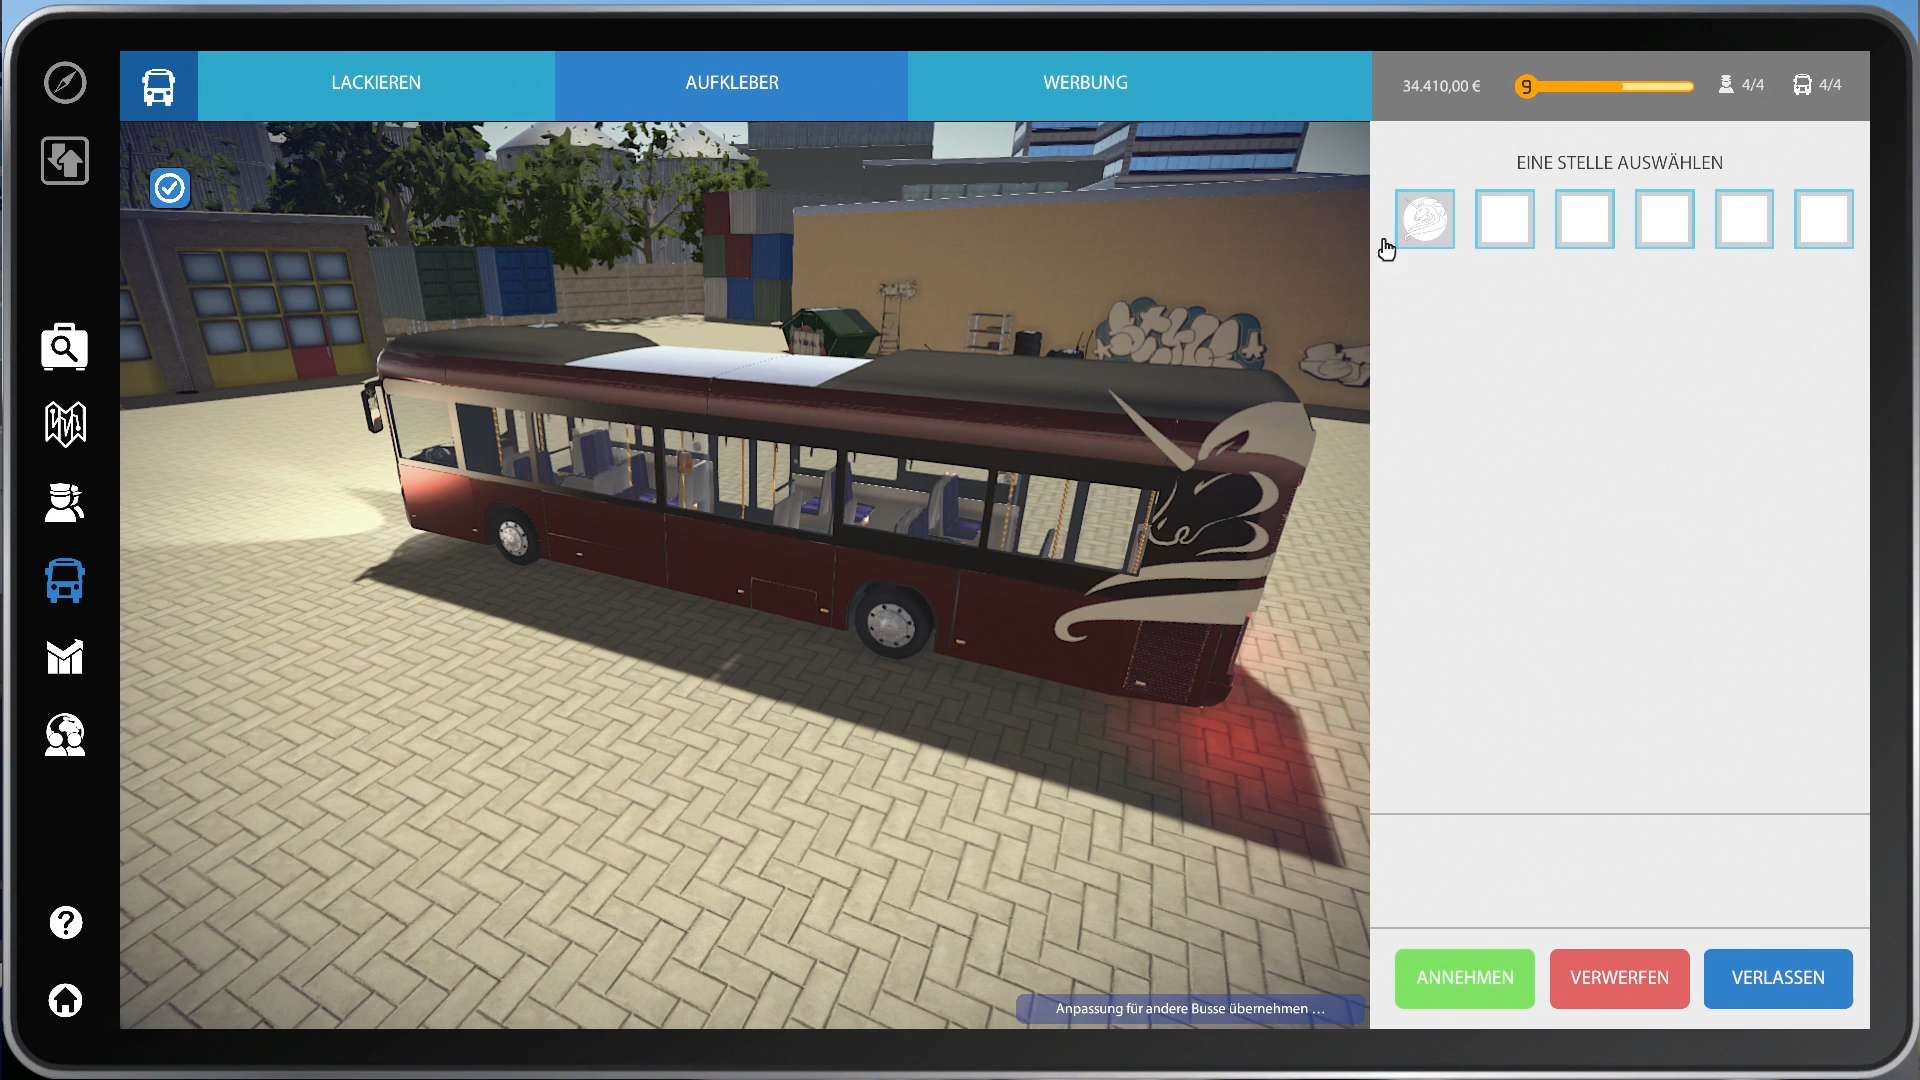 LACKIEREN
AUFKLEBER
WERBUNG
34.410,00 €
9
4/4
4/4
EINE STELLE AUSWÄHLEN
Anpassung für andere Busse übernehmen ...
ANNEHMEN
VERWERFEN
VERLASSEN